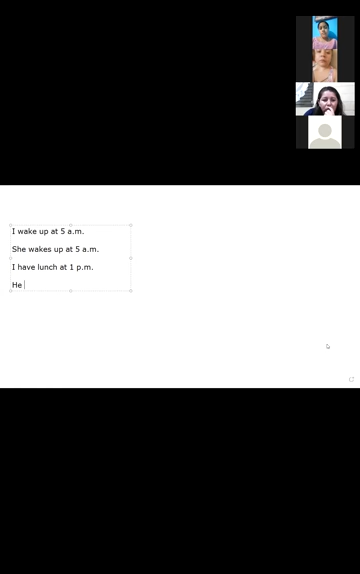 I wake up at 5 a.m.
She wakes up at 5 a.m.
I have lunch at 1 p.m.
He